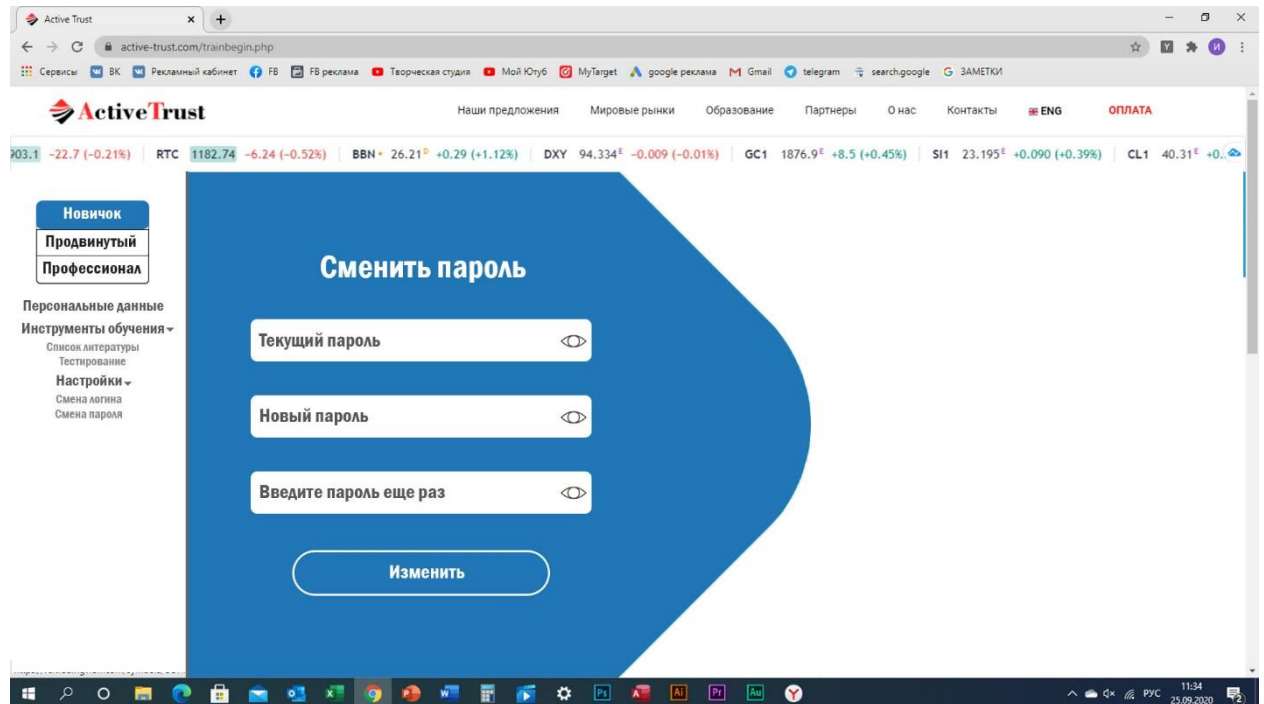 Active Trust
active-trust.com/trainbegin.php
Сервисы ВК Рекламный кабинет FB FB реклама Творческая студия Мой Ютуб MyTarget google реклама Gmail telegram search.google ЗАМЕТКИ
ActiveTrust Наши предложения Мировые рынки Образование Партнеры О нас Контакты ENG ОПЛАТА
903.1 −22.7 (−0.21%) RTC 1182.74 −6.24 (−0.52%) BBN 26.21 D +0.29 (+1.12%) DXY 94.334 E −0.009 (−0.01%) GC1 1876.9 E +8.5 (+0.45%) SI1 23.195 E +0.090 (+0.39%) CL1 40.31 E +0.
Новичок
Продвинутый
Профессионал
Персональные данные
Инструменты обучения
Список литературы
Тестирование
Настройки
Смена логина
Смена пароля
Сменить пароль
Текущий пароль
Новый пароль
Введите пароль еще раз
Изменить
РУС
11:34
25.09.2020